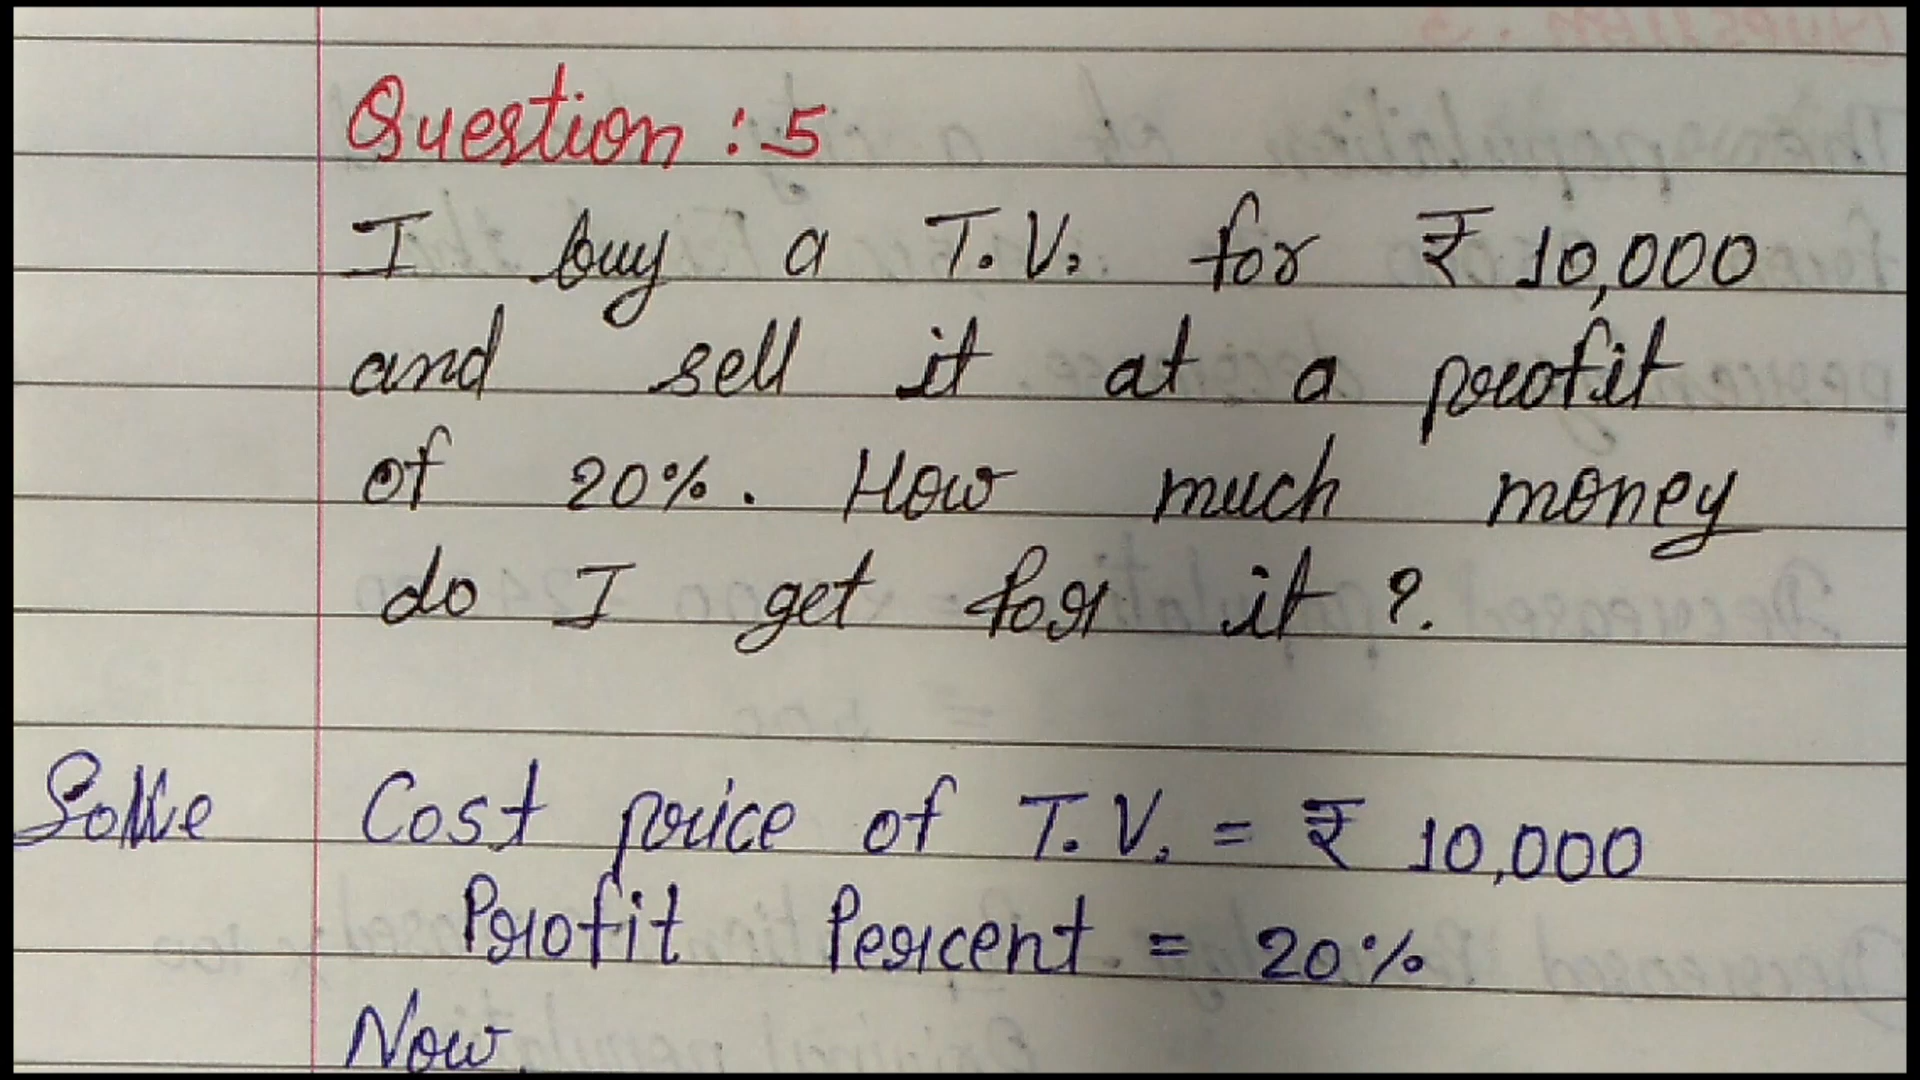 Question : 5
I buy a T.V. for ₹ 10,000
and sell it at a profit
of 20%. How much money
do I get for it ?
Solve Cost price of T.V. = ₹ 10,000
Profit Percent = 20%
Now